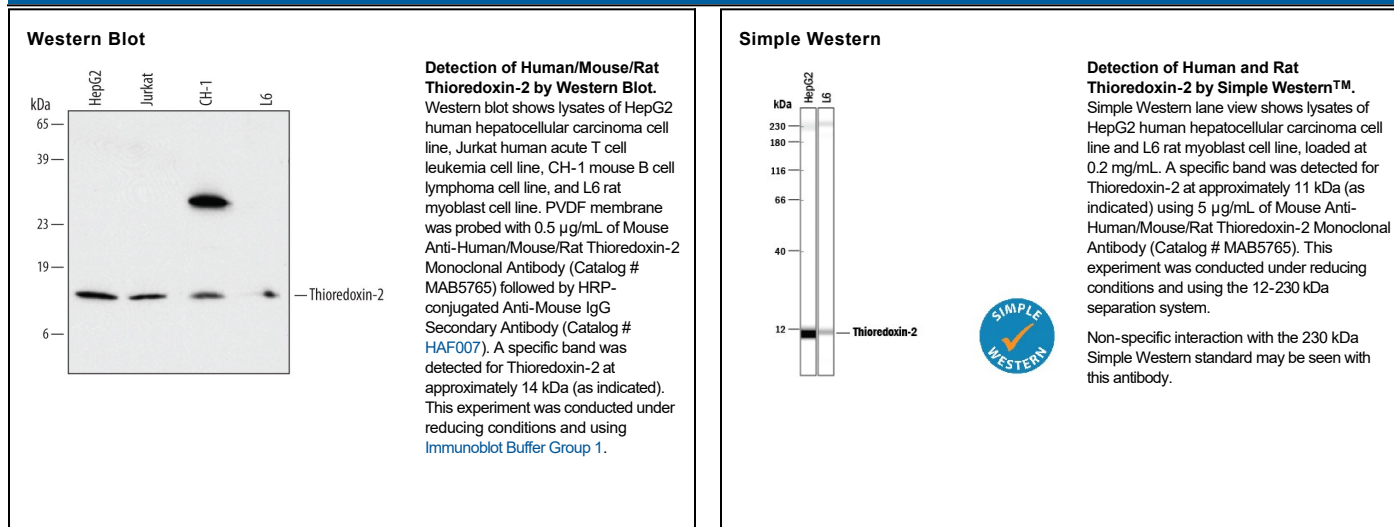 Western Blot
HepG2
Jurkat
CH-1
L6
kDa
65
39
23
19
6
Thioredoxin-2
Detection of Human/Mouse/Rat
Thioredoxin-2 by Western Blot.
Western blot shows lysates of HepG2
human hepatocellular carcinoma cell
line, Jurkat human acute T cell
leukemia cell line, CH-1 mouse B cell
lymphoma cell line, and L6 rat
myoblast cell line. PVDF membrane
was probed with 0.5 µg/mL of Mouse
Anti-Human/Mouse/Rat Thioredoxin-2
Monoclonal Antibody (Catalog #
MAB5765) followed by HRP-
conjugated Anti-Mouse IgG
Secondary Antibody (Catalog #
HAF007). A specific band was
detected for Thioredoxin-2 at
approximately 14 kDa (as indicated).
This experiment was conducted under
reducing conditions and using
Immunoblot Buffer Group 1.
Simple Western
HepG2
L6
kDa
230
180
116
66
40
12
Thioredoxin-2
SIMPLE
WESTERN
Detection of Human and Rat
Thioredoxin-2 by Simple Western™.
Simple Western lane view shows lysates of
HepG2 human hepatocellular carcinoma cell
line and L6 rat myoblast cell line, loaded at
0.2 mg/mL. A specific band was detected for
Thioredoxin-2 at approximately 11 kDa (as
indicated) using 5 µg/mL of Mouse Anti-
Human/Mouse/Rat Thioredoxin-2 Monoclonal
Antibody (Catalog # MAB5765). This
experiment was conducted under reducing
conditions and using the 12-230 kDa
separation system.
Non-specific interaction with the 230 kDa
Simple Western standard may be seen with
this antibody.